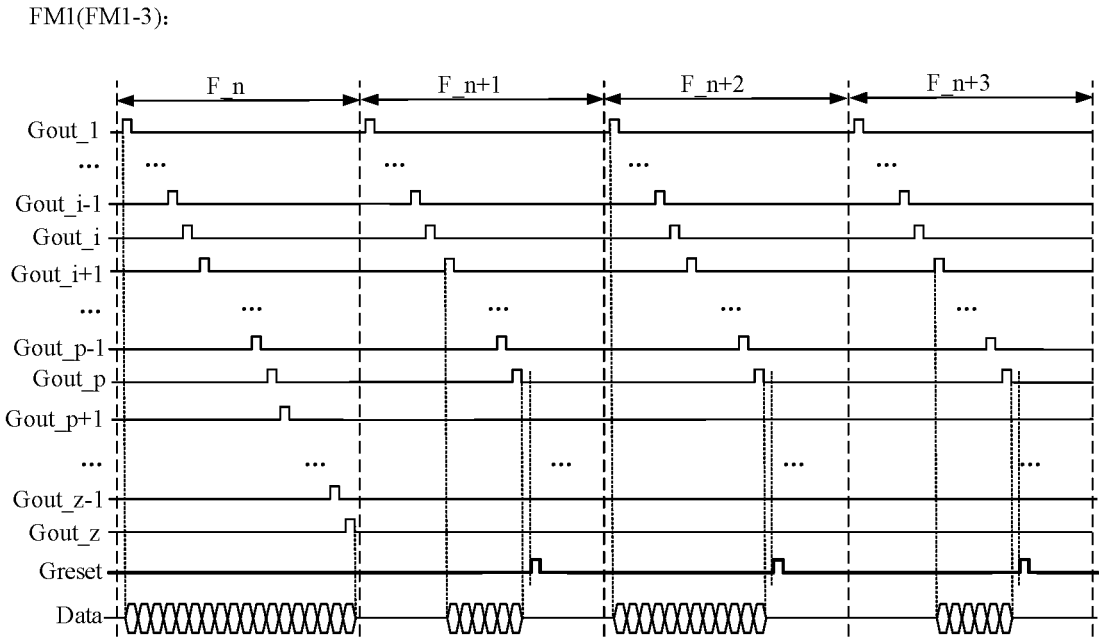 FM1(FM1-3):
F_n F_n+1 F_n+2 F_n+3
Gout_1
... ... ... ... ...
Gout_i-1
Gout_i
Gout_i+1
... ... ... ... ...
Gout_p-1
Gout_p
Gout_p+1
... ... ... ... ...
Gout_z-1
Gout_z
Greset
Data